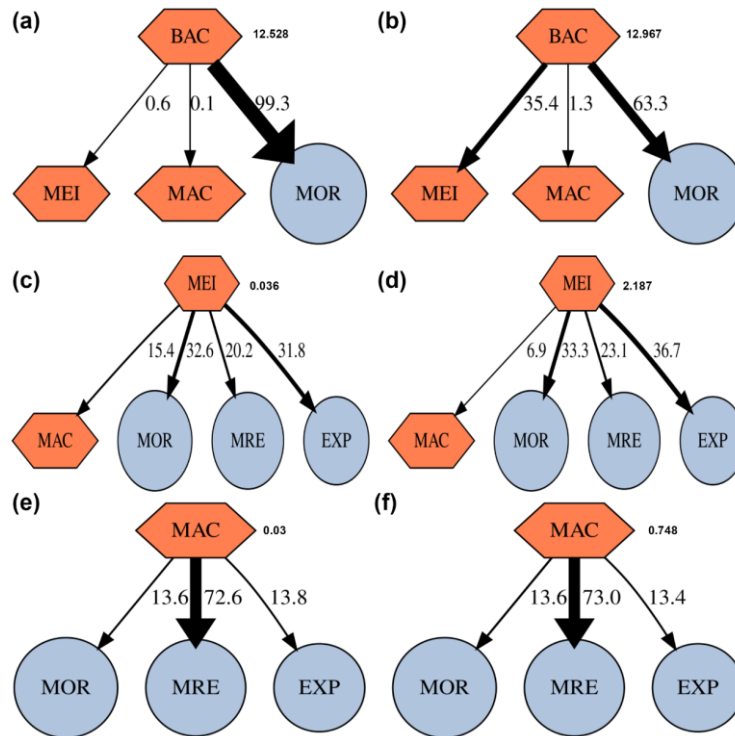 (a)
BAC 12.528
0.6 0.1 99.3
MEI MAC MOR
(b)
BAC 12.967
35.4 1.3 63.3
MEI MAC MOR
(c)
MEI 0.036
15.4 32.6 20.2 31.8
MAC MOR MRE EXP
(d)
MEI 2.187
6.9 33.3 23.1 36.7
MAC MOR MRE EXP
(e)
MAC 0.03
13.6 72.6 13.8
MOR MRE EXP
(f)
MAC 0.748
13.6 73.0 13.4
MOR MRE EXP